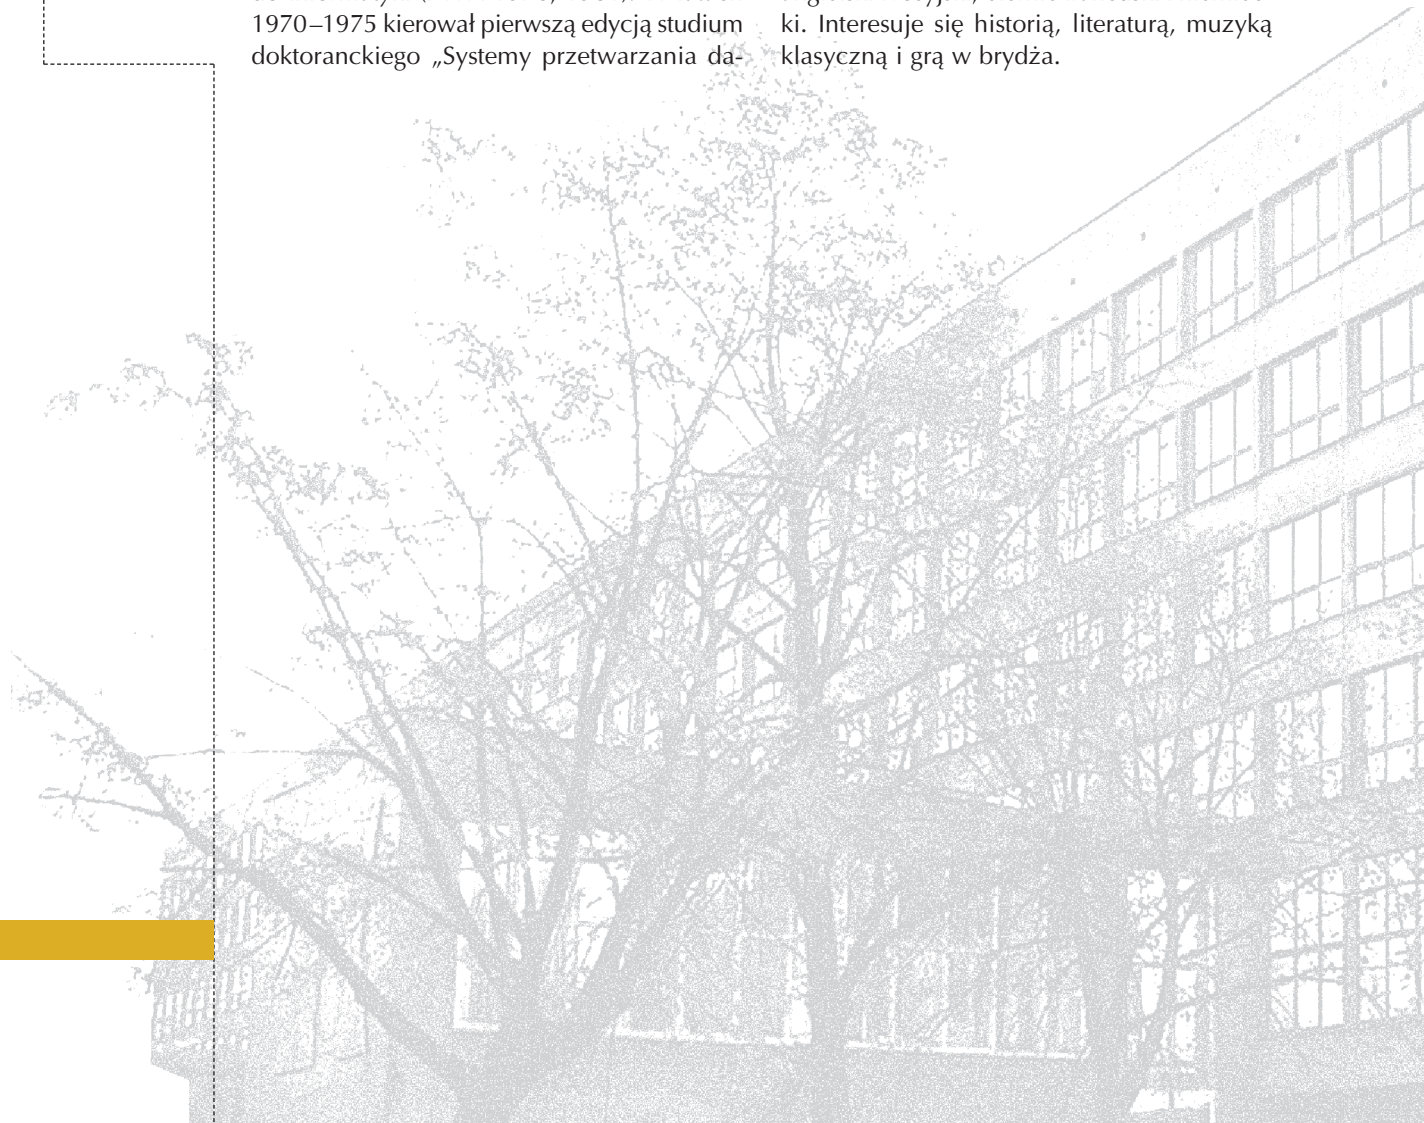 1970–1975 kierował pierwszą edycją studium
doktoranckiego „Systemy przetwarzania da-
ki. Interesuje się historią, literaturą, muzyką
klasyczną i grą w brydża.